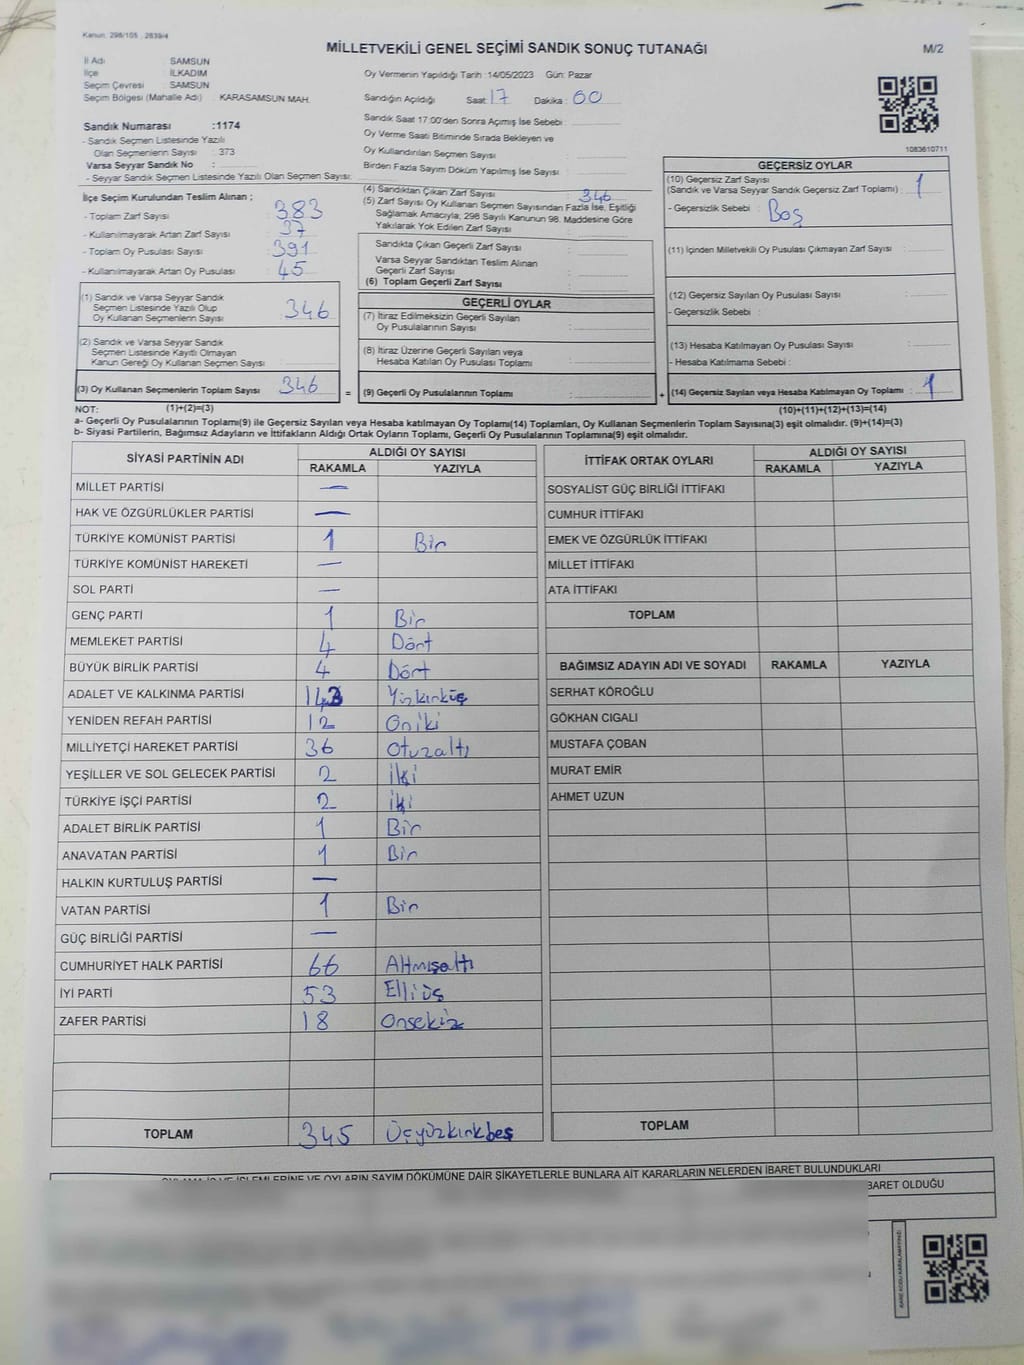 Kanun: 298/105 , 2839/4
MİLLETVEKİLİ GENEL SEÇİMİ SANDIK SONUÇ TUTANAĞI
M/2
İl Adı SAMSUN
İlçe İLKADIM
Seçim Çevresi SAMSUN
Seçim Bölgesi (Mahalle Adı) : KARASAMSUN MAH.
Oy Vermenin Yapıldığı Tarih :14/05/2023 Gün: Pazar
Sandığın Açıldığı Saat: 17 Dakika : 00
Sandık Numarası :1174
- Sandık Seçmen Listesinde Yazılı
Olan Seçmenlerin Sayısı : 373
Varsa Seyyar Sandık No :
- Seyyar Sandık Seçmen Listesinde Yazılı Olan Seçmen Sayısı:
Sandık Saat 17:00'den Sonra Açımış İse Sebebi :
Oy Verme Saati Bitiminde Sırada Bekleyen ve
Oy Kullandırılan Seçmen Sayısı :
Birden Fazla Sayım Döküm Yapılmış İse Sayısı :
1083610711
İlçe Seçim Kurulundan Teslim Alınan ;
- Toplam Zarf Sayısı : 383
- Kullanılmayarak Artan Zarf Sayısı : 37
- Toplam Oy Pusulası Sayısı : 391
- Kullanılmayarak Artan Oy Pusulası : 45
(4) Sandıktan Çıkan Zarf Sayısı : 346
(5) Zarf Sayısı Oy Kullanan Seçmen Sayısından Fazla İse, Eşitliği
Sağlamak Amacıyla, 298 Sayılı Kanunun 98. Maddesine Göre
Yakılarak Yok Edilen Zarf Sayısı :
Sandıkta Çıkan Geçerli Zarf Sayısı :
Varsa Seyyar Sandıktan Teslim Alınan
Geçerli Zarf Sayısı :
(6) Toplam Geçerli Zarf Sayısı :
GEÇERSİZ OYLAR
(10) Geçersiz Zarf Sayısı
(Sandık ve Varsa Seyyar Sandık Geçersiz Zarf Toplamı) : 1
- Geçersizlik Sebebi : Boş
(11) İçinden Milletvekili Oy Pusulası Çıkmayan Zarf Sayısı :
(12) Geçersiz Sayılan Oy Pusulası Sayısı :
- Geçersizlik Sebebi :
(13) Hesaba Katılmayan Oy Pusulası Sayısı :
- Hesaba Katılmama Sebebi :
(1) Sandık ve Varsa Seyyar Sandık
Seçmen Listesinde Yazılı Olup
Oy Kullanan Seçmenlerin Sayısı : 346
(2) Sandık ve Varsa Seyyar Sandık
Seçmen Listesinde Kayıtlı Olmayan
Kanun Gereği Oy Kullanan Seçmen Sayısı :
GEÇERLİ OYLAR
(7) İtiraz Edilmeksizin Geçerli Sayılan
Oy Pusulalarının Sayısı :
(8) İtiraz Üzerine Geçerli Sayılan veya
Hesaba Katılan Oy Pusulası Toplamı :
(3) Oy Kullanan Seçmenlerin Toplam Sayısı 346 = (9) Geçerli Oy Pusulalarının Toplamı : + (14) Geçersiz Sayılan veya Hesaba Katılmayan Oy Toplamı : 1
NOT: (1)+(2)=(3) (10)+(11)+(12)+(13)=(14)
a- Geçerli Oy Pusulalarının Toplamı(9) ile Geçersiz Sayılan veya Hesaba katılmayan Oy Toplamı(14) Toplamları, Oy Kullanan Seçmenlerin Toplam Sayısına(3) eşit olmalıdır. (9)+(14)=(3)
b- Siyasi Partilerin, Bağımsız Adayların ve İttifakların Aldığı Ortak Oyların Toplamı, Geçerli Oy Pusulalarının Toplamına(9) eşit olmalıdır.
SİYASİ PARTİNİN ADI ALDIĞI OY SAYISI
RAKAMLA YAZIYLA
MİLLET PARTİSİ —
HAK VE ÖZGÜRLÜKLER PARTİSİ —
TÜRKİYE KOMÜNİST PARTİSİ 1 Bir
TÜRKİYE KOMÜNİST HAREKETİ —
SOL PARTİ —
GENÇ PARTİ 1 Bir
MEMLEKET PARTİSİ 4 Dört
BÜYÜK BİRLİK PARTİSİ 4 Dört
ADALET VE KALKINMA PARTİSİ 143 Yüzkırküç
YENİDEN REFAH PARTİSİ 12 Oniki
MİLLİYETÇİ HAREKET PARTİSİ 36 Otuzaltı
YEŞİLLER VE SOL GELECEK PARTİSİ 2 İki
TÜRKİYE İŞÇİ PARTİSİ 2 İki
ADALET BİRLİK PARTİSİ 1 Bir
ANAVATAN PARTİSİ 1 Bir
HALKIN KURTULUŞ PARTİSİ —
VATAN PARTİSİ 1 Bir
GÜÇ BİRLİĞİ PARTİSİ —
CUMHURİYET HALK PARTİSİ 66 Altmışaltı
İYİ PARTİ 53 Elliüç
ZAFER PARTİSİ 18 Onsekiz
TOPLAM 345 Üçyüzkırkbeş
İTTİFAK ORTAK OYLARI ALDIĞI OY SAYISI
RAKAMLA YAZIYLA
SOSYALİST GÜÇ BİRLİĞİ İTTİFAKI
CUMHUR İTTİFAKI
EMEK VE ÖZGÜRLÜK İTTİFAKI
MİLLET İTTİFAKI
ATA İTTİFAKI
TOPLAM
BAĞIMSIZ ADAYIN ADI VE SOYADI RAKAMLA YAZIYLA
SERHAT KÖROĞLU
GÖKHAN CIGALI
MUSTAFA ÇOBAN
MURAT EMİR
AHMET UZUN
TOPLAM
OYLAMA İŞ VE İŞLEMLERİNE VE OYLARIN SAYIM DÖKÜMÜNE DAİR ŞİKAYETLERLE BUNLARA AİT KARARLARIN NELERDEN İBARET BULUNDUKLARI
BARET OLDUĞU